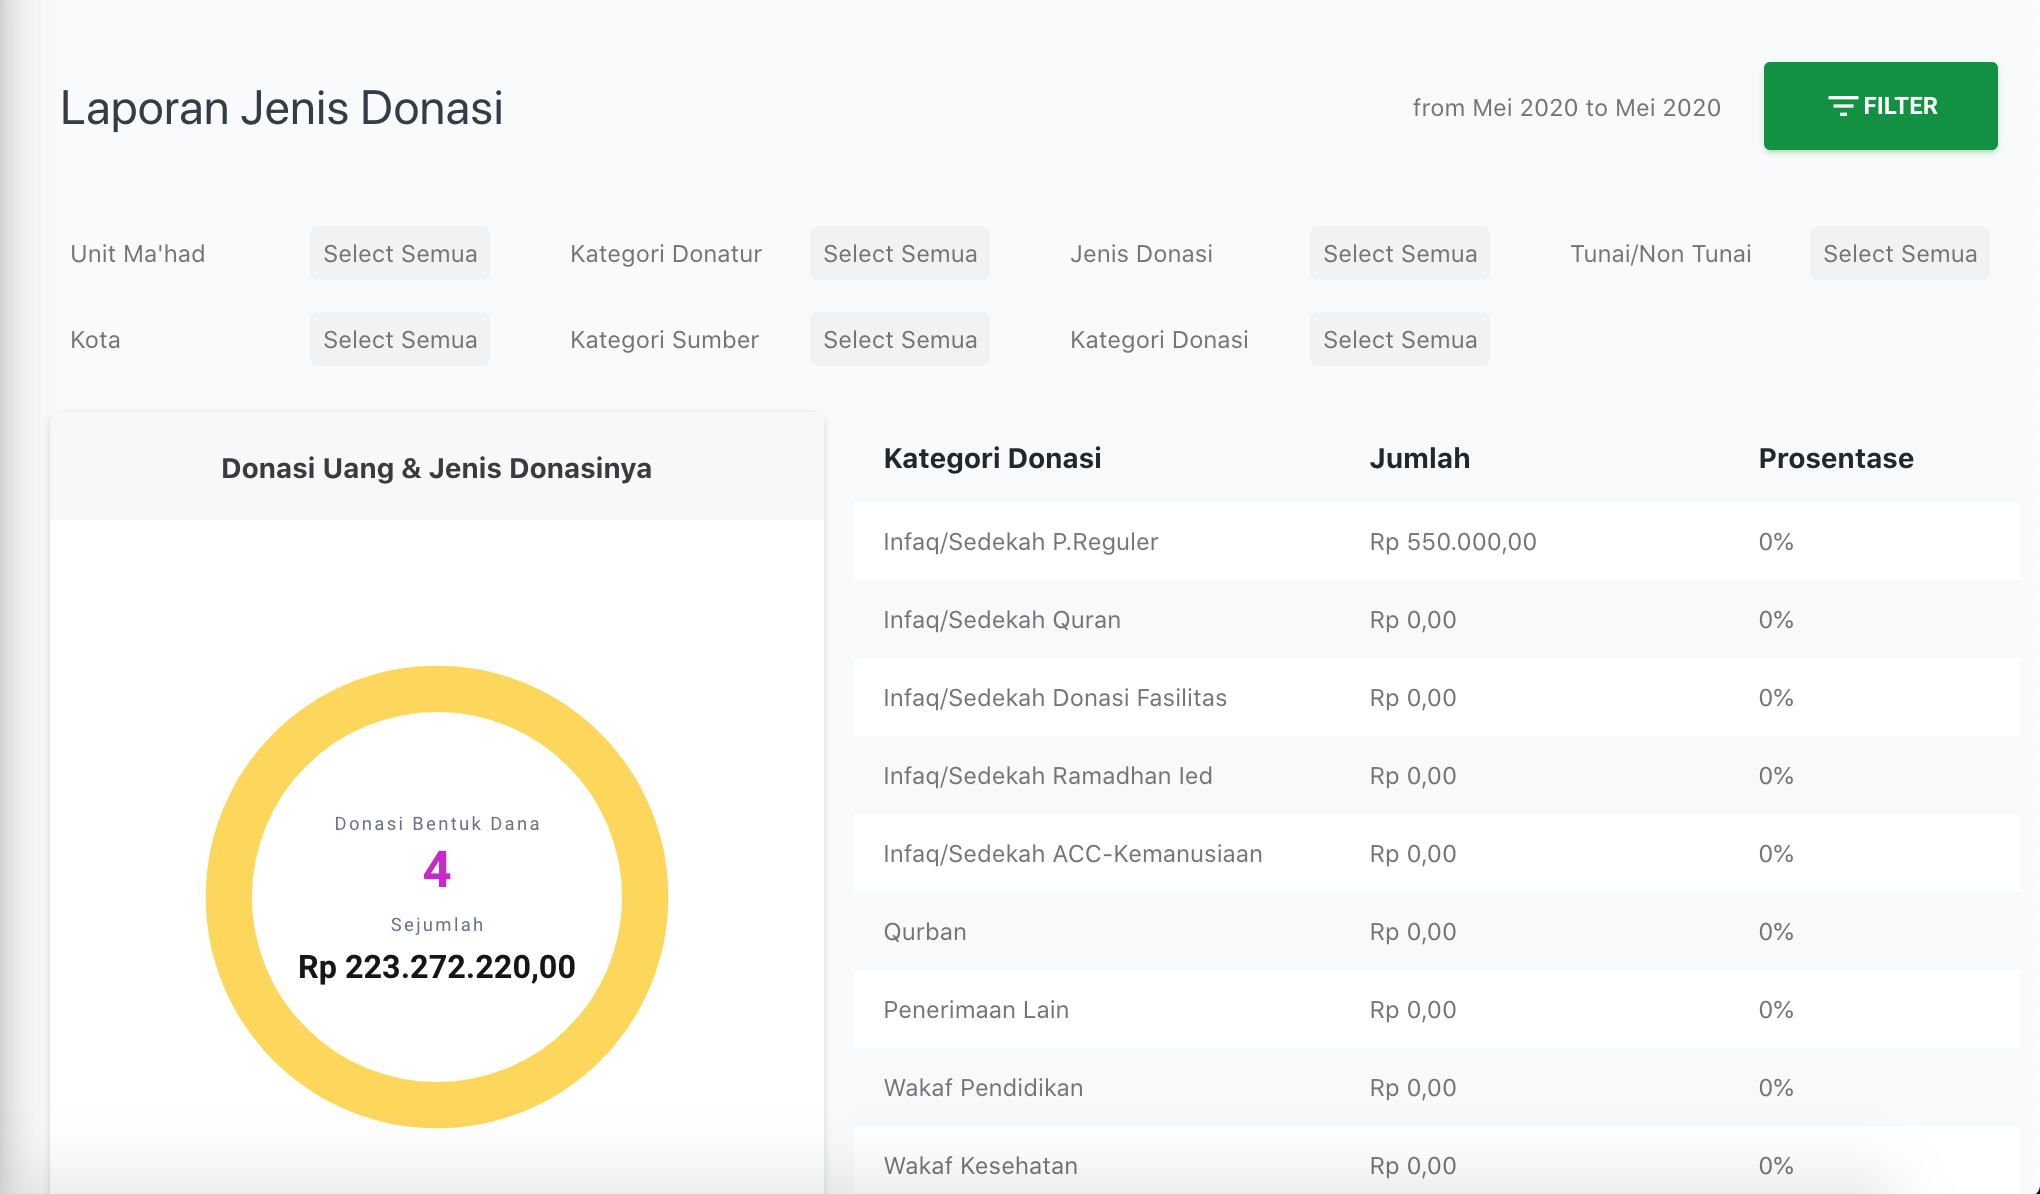 Laporan Jenis Donasi
from Mei 2020 to Mei 2020
FILTER
Unit Ma'had Select Semua Kategori Donatur Select Semua Jenis Donasi Select Semua Tunai/Non Tunai Select Semua
Kota Select Semua Kategori Sumber Select Semua Kategori Donasi Select Semua
Donasi Uang & Jenis Donasinya
Donasi Bentuk Dana
4
Sejumlah
Rp 223.272.220,00
Kategori Donasi Jumlah Prosentase
Infaq/Sedekah P.Reguler Rp 550.000,00 0%
Infaq/Sedekah Quran Rp 0,00 0%
Infaq/Sedekah Donasi Fasilitas Rp 0,00 0%
Infaq/Sedekah Ramadhan Ied Rp 0,00 0%
Infaq/Sedekah ACC-Kemanusiaan Rp 0,00 0%
Qurban Rp 0,00 0%
Penerimaan Lain Rp 0,00 0%
Wakaf Pendidikan Rp 0,00 0%
Wakaf Kesehatan Rp 0,00 0%